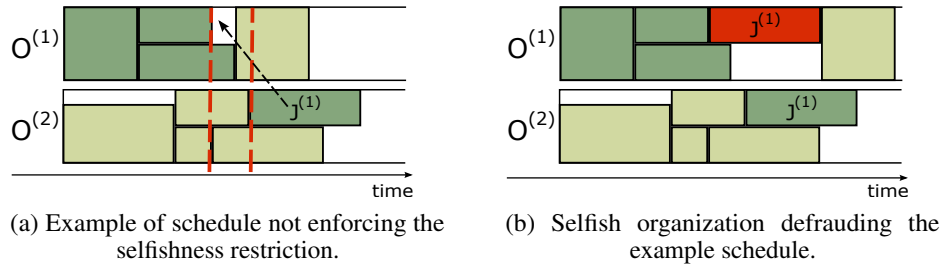 O(1)
J(1)
O(2)
time
(a) Example of schedule not enforcing the
selfishness restriction.
O(1)
J(1)
O(2)
J(1)
time
(b) Selfish organization defrauding the
example schedule.